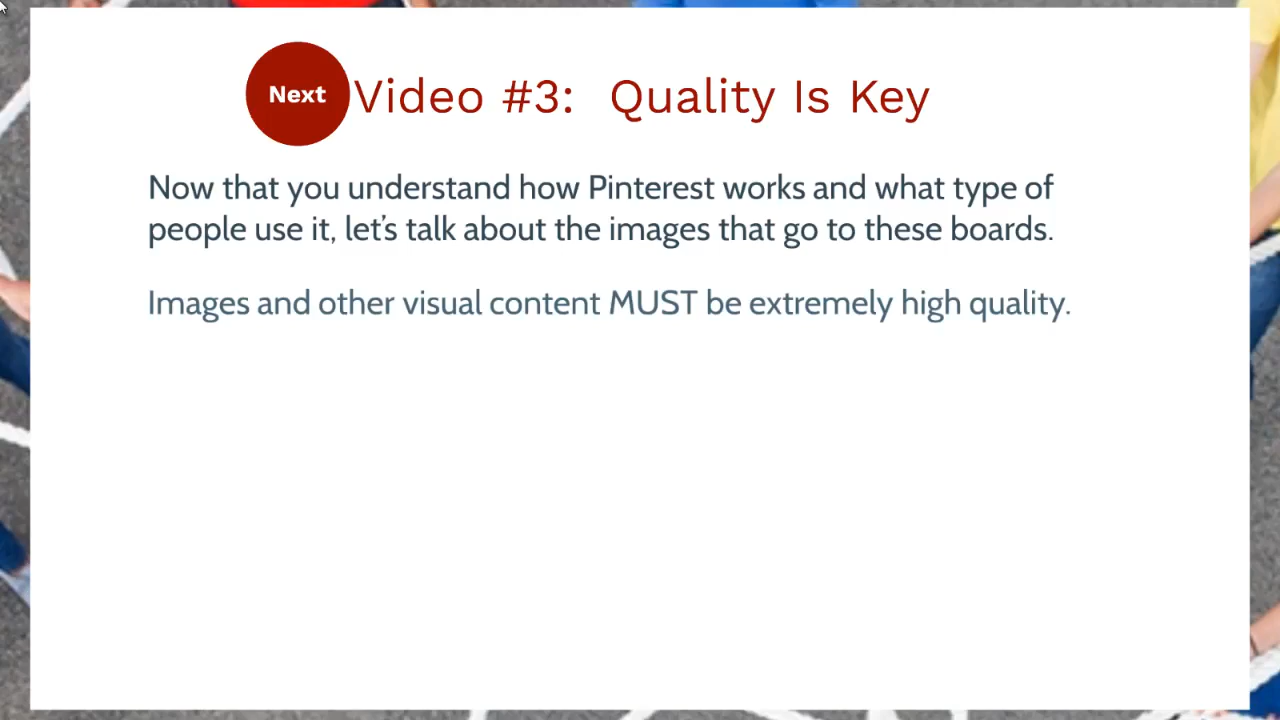 Next
Video #3: Quality Is Key
Now that you understand how Pinterest works and what type of
people use it, let’s talk about the images that go to these boards.
Images and other visual content MUST be extremely high quality.